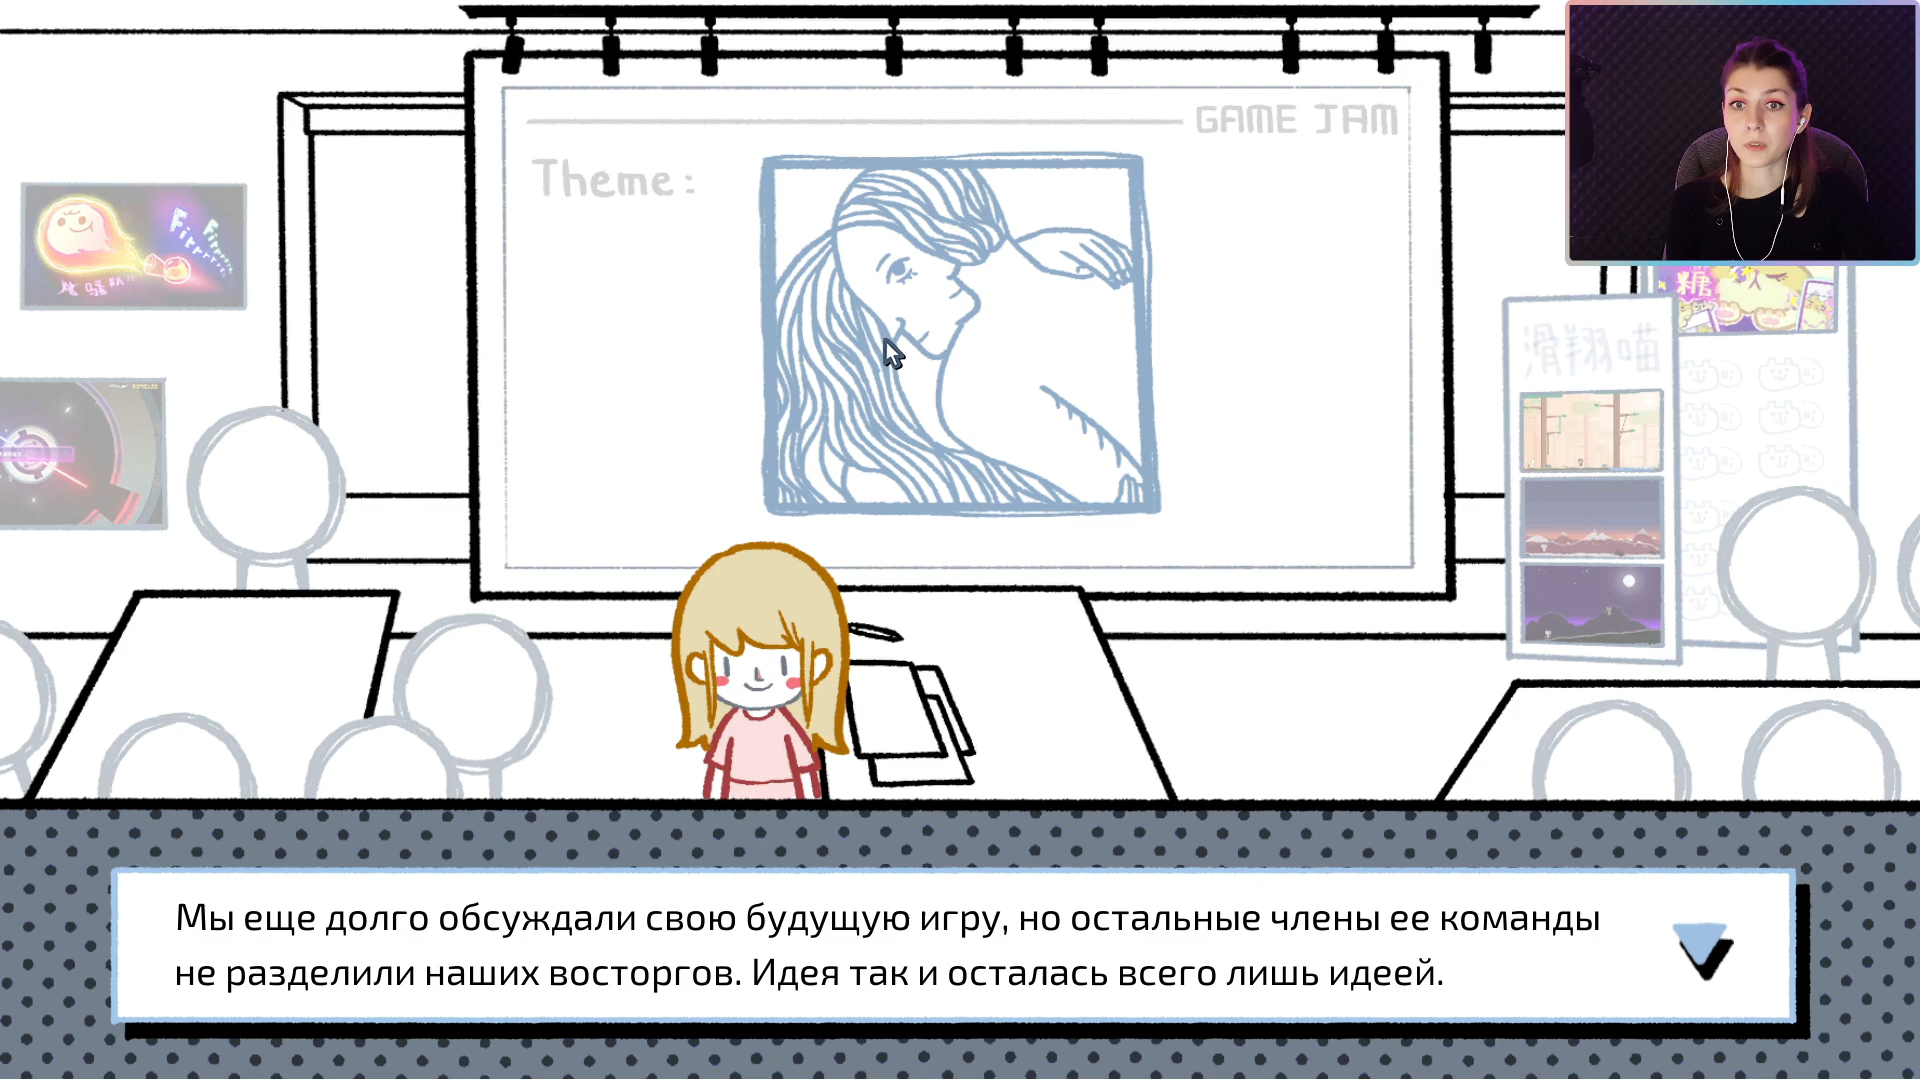 GAME JAM
Theme:
Firrrrrr
糖
滑翔喵
Мы еще долго обсуждали свою будущую игру, но остальные члены ее команды
не разделили наших восторгов. Идея так и осталась всего лишь идеей.